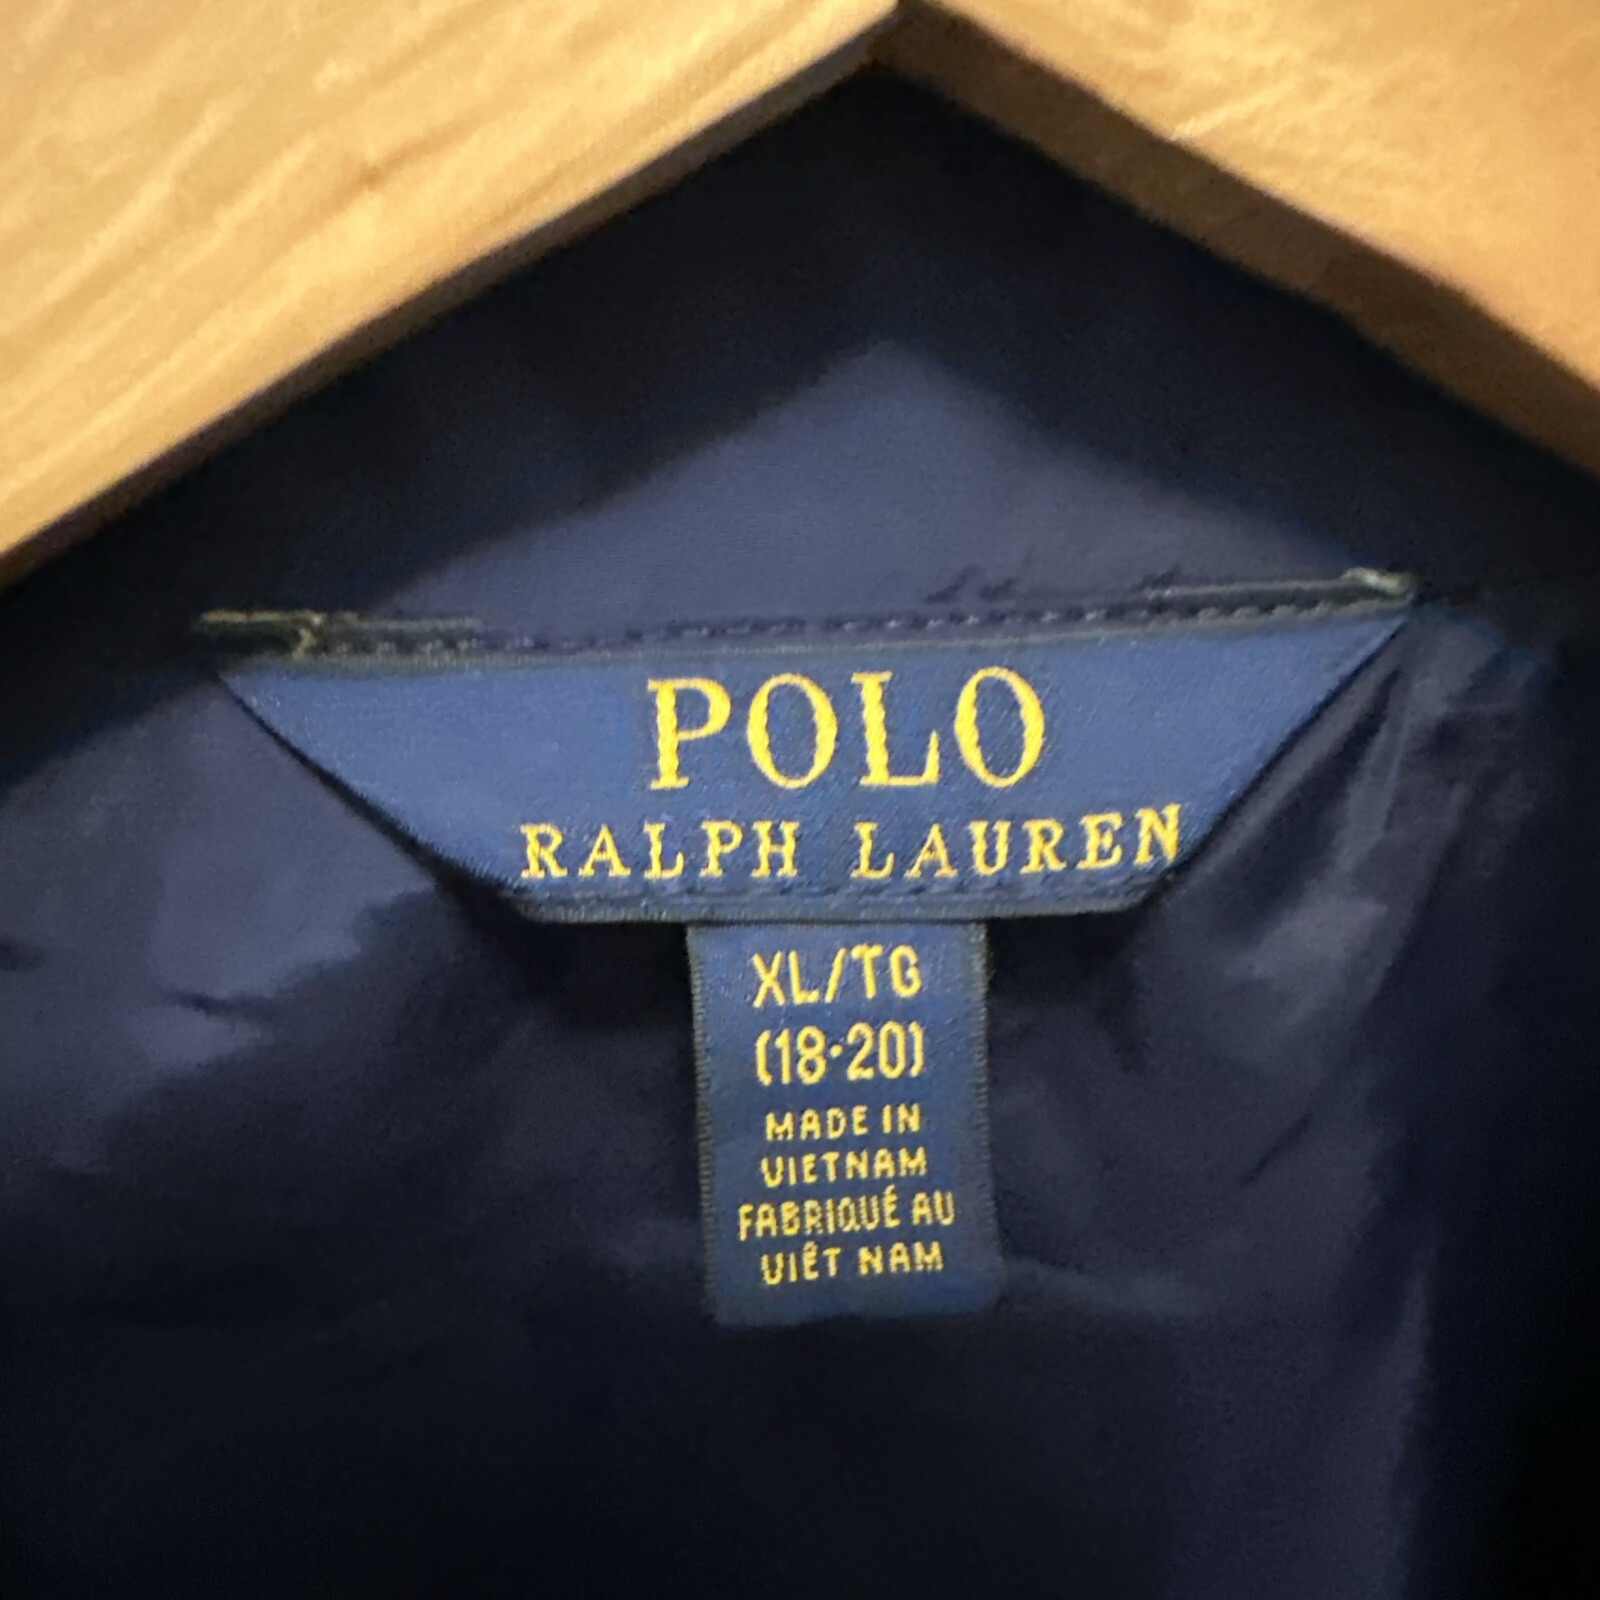 POLO
RALPH LAUREN
XL/TG
(18-20)
MADE IN
VIETNAM
FABRIQUÉ AU
VIÊT NAM